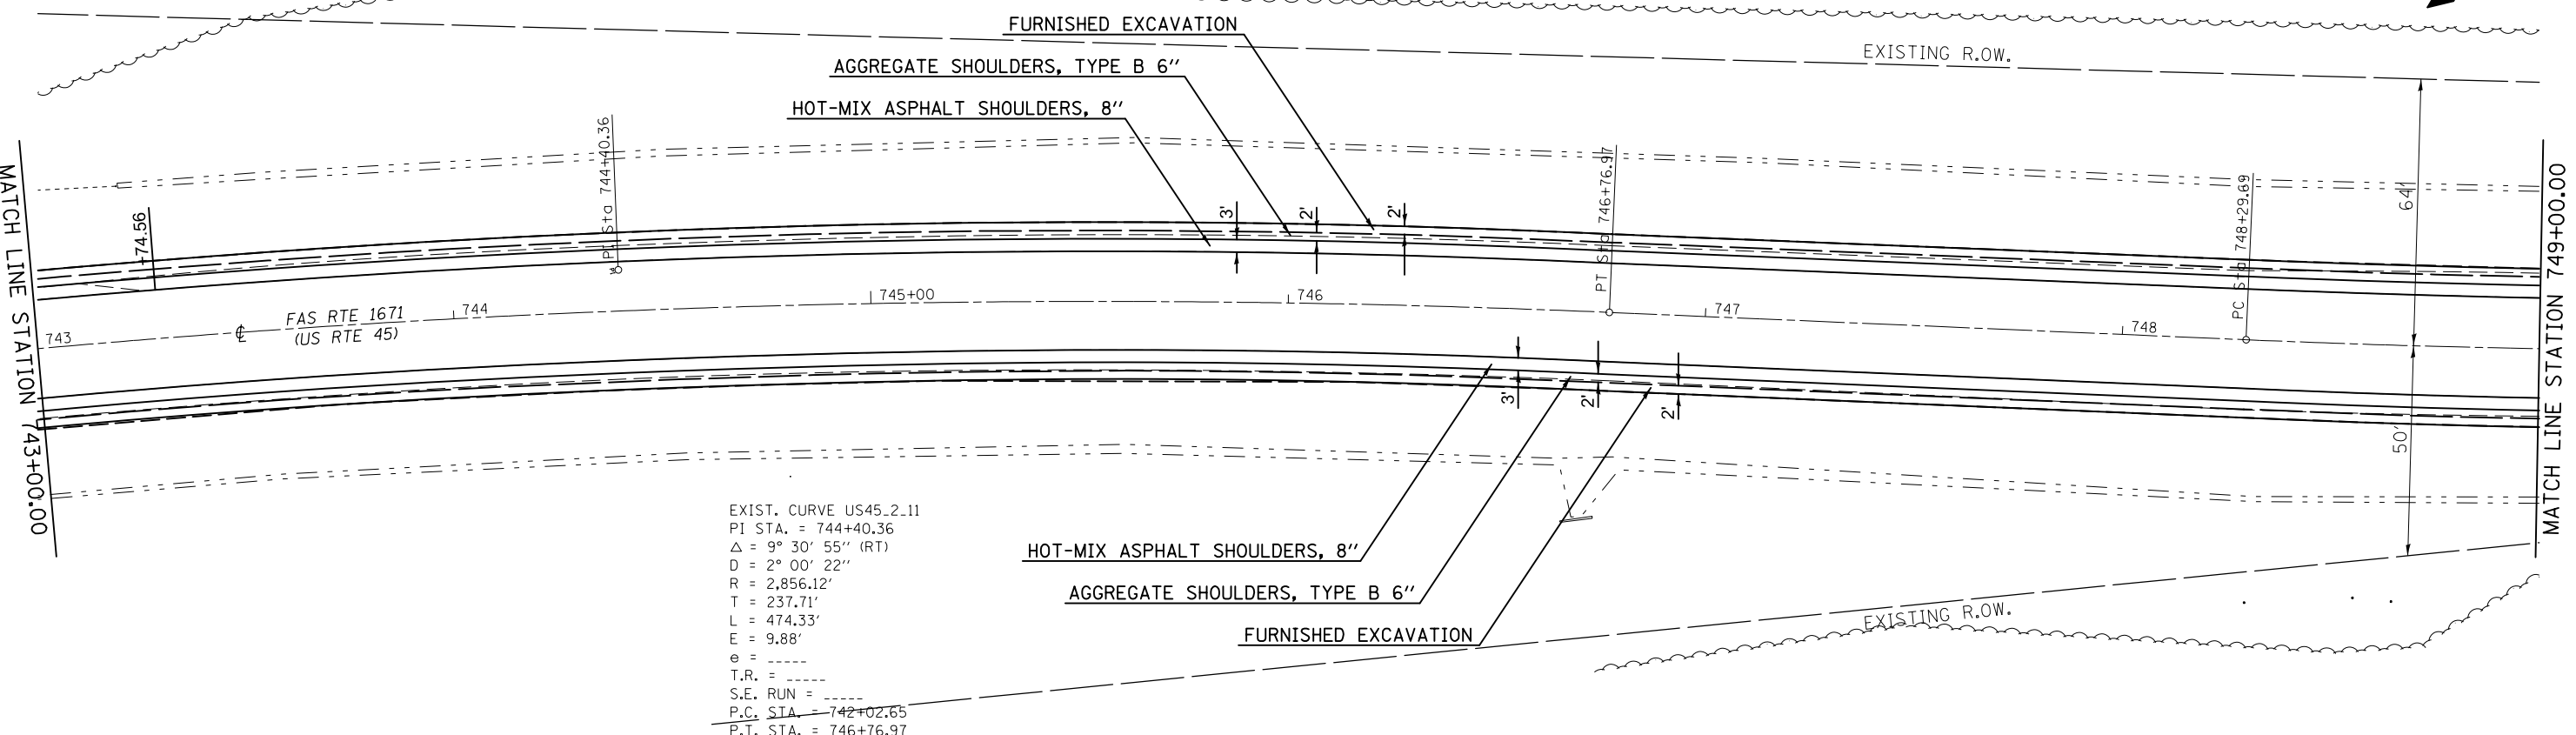 FURNISHED EXCAVATION
EXISTING R.OW.
AGGREGATE SHOULDERS, TYPE B 6"
HOT-MIX ASPHALT SHOULDERS, 8"
PI Sta 744+40.36
PT Sta 746+76.97
PC Sta 748+29.69
64'
MATCH LINE STATION 743+00.00
MATCH LINE STATION 749+00.00
+74.56
3'
2'
2'
743
℄
FAS RTE 1671
(US RTE 45)
744
745+00
746
747
748
3'
2'
2'
50'
EXIST. CURVE US45_2_11
PI STA. = 744+40.36
△ = 9° 30' 55" (RT)
D = 2° 00' 22"
R = 2,856.12'
T = 237.71'
L = 474.33'
E = 9.88'
e = _____
T.R. = _____
S.E. RUN = _____
P.C. STA. = 742+02.65
P.T. STA. = 746+76.97
HOT-MIX ASPHALT SHOULDERS, 8"
AGGREGATE SHOULDERS, TYPE B 6"
FURNISHED EXCAVATION
EXISTING R.OW.